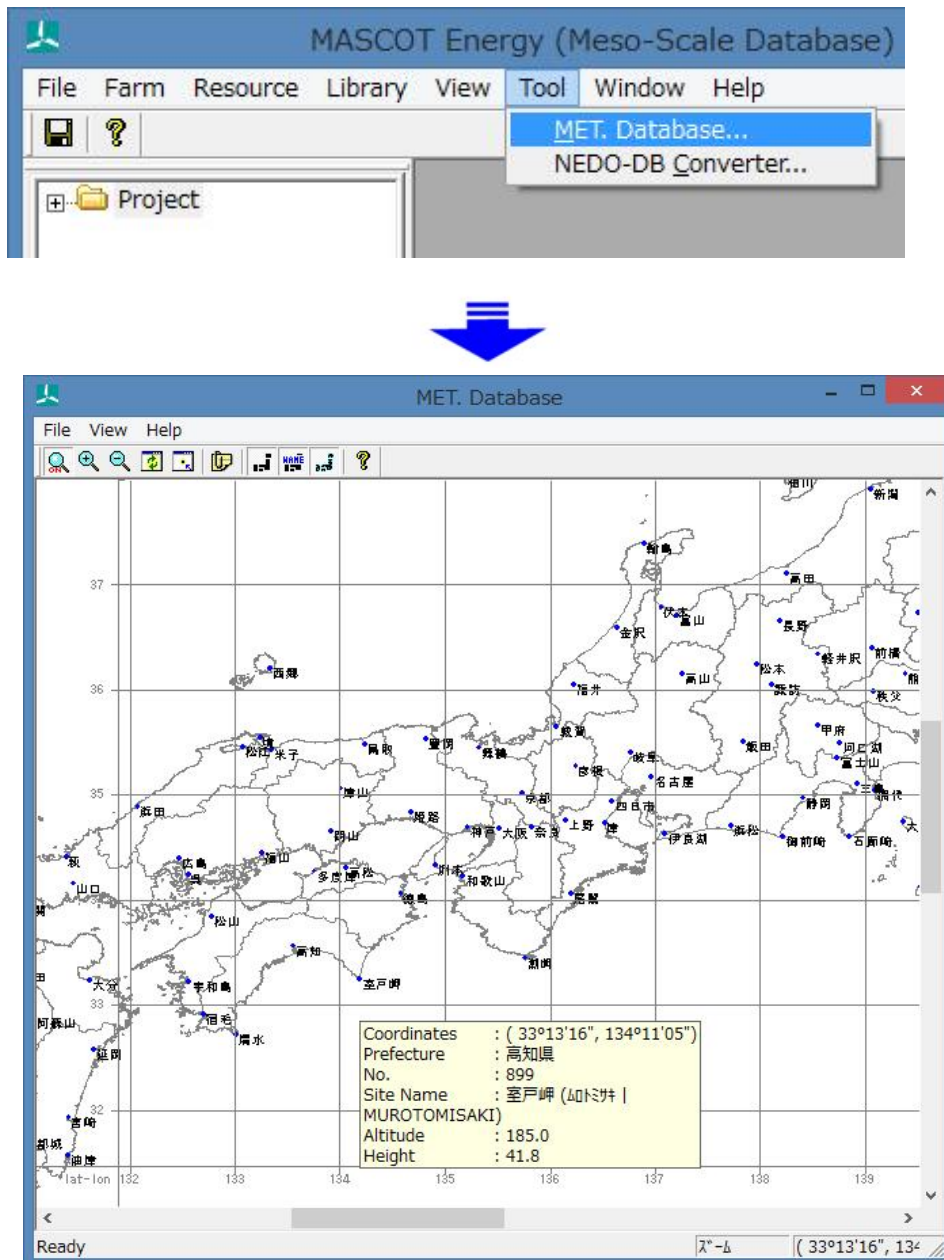 MASCOT Energy (Meso-Scale Database)
File Farm Resource Library View Tool Window Help
MET. Database...
NEDO-DB Converter...
Project
MET. Database
File View Help
ON NAME
新潟
輪島
37
高田
伏木
富山
金沢
長野
西郷
高山
松本
軽井沢
前橋
36
福井
諏訪
秩父
敦賀
境
松江
米子
鳥取
豊岡
舞鶴
岐阜
飯田
甲府
河口湖
彦根
富士山
名古屋
35
浜田
津山
京都
四日市
静岡
三島
網代
姫路
岡山
神戸
大阪
奈良
上野
津
伊良湖
浜松
御前崎
石廊崎
大
萩
広島
呉
福山
多度津
高松
洲本
和歌山
山口
徳島
尾鷲
松山
高知
潮岬
大分
宇和島
室戸岬
33
宿毛
阿蘇山
清水
延岡
Coordinates : ( 33º13'16", 134º11'05")
Prefecture : 高知県
No. : 899
Site Name : 室戸岬 (ﾑﾛﾄﾐｻｷ |
MUROTOMISAKI)
Altitude : 185.0
Height : 41.8
32
宮崎
都城
油津
lat-lon 132 133 134 135 136 137 138 139
Ready ｽﾞｰﾑ ( 33º13'16", 134